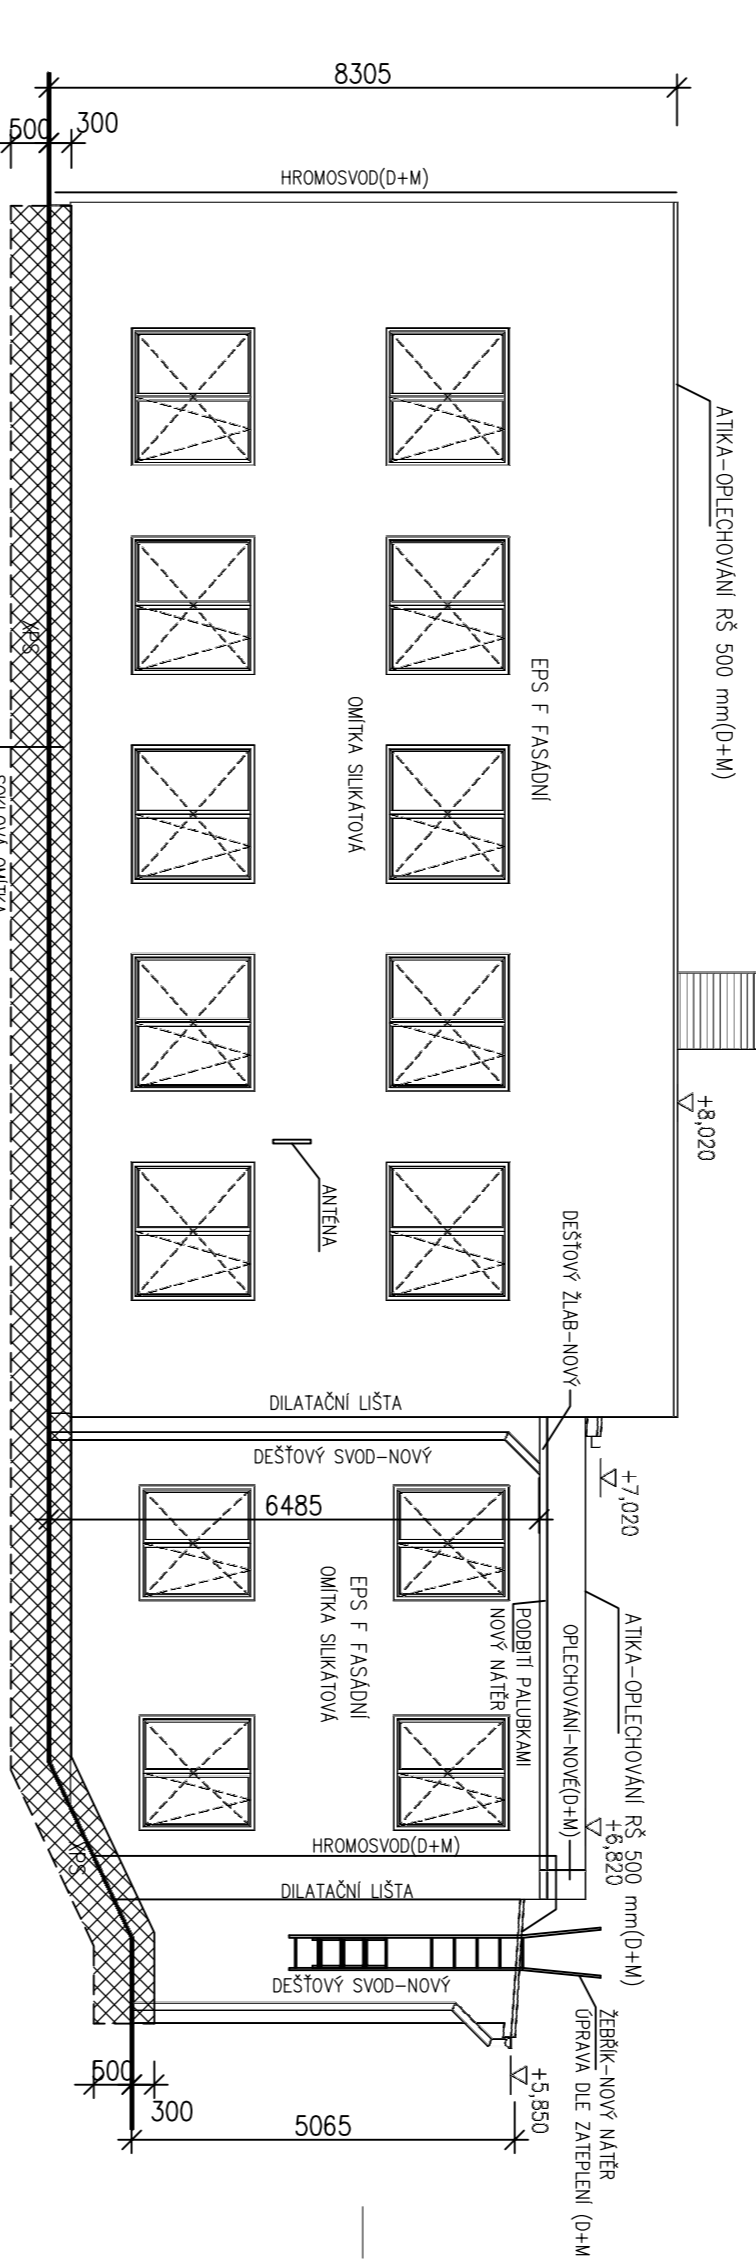 8305
500
300
HROMOSVOD(D+M)
ATIKA-OPLECHOVÁNÍ RŠ 500 mm(D+M)
EPS F FASÁDNÍ
OMÍTKA SILIKÁTOVÁ
XPS
SOKLOVÁ OMÍTKA
+8,020
ANTÉNA
DEŠŤOVÝ ŽLAB-NOVÝ
DILATAČNÍ LIŠTA
DEŠŤOVÝ SVOD-NOVÝ
+7,020
6485
EPS F FASÁDNÍ
OMÍTKA SILIKÁTOVÁ
PODBITÍ PALUBKAMI
NOVÝ NÁTĚR
OPLECHOVÁNÍ-NOVÉ(D+M)
ATIKA-OPLECHOVÁNÍ RŠ 500 mm(D+M)
+6,820
HROMOSVOD(D+M)
XPS
DILATAČNÍ LIŠTA
DEŠŤOVÝ SVOD-NOVÝ
ŽEBŘÍK-NOVÝ NÁTĚR
ÚPRAVA DLE ZATEPLENÍ (D+M
+5,850
500
300
5065